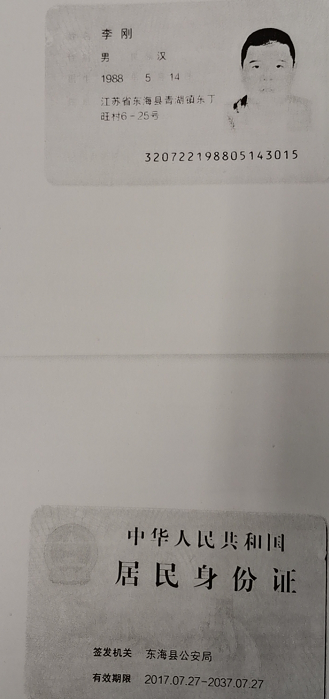 李刚
男 汉
1988 5 14
江苏省东海县青湖镇东丁
旺村6-25号
320722198805143015
中华人民共和国
居民身份证
签发机关 东海县公安局
有效期限 2017.07.27-2037.07.27